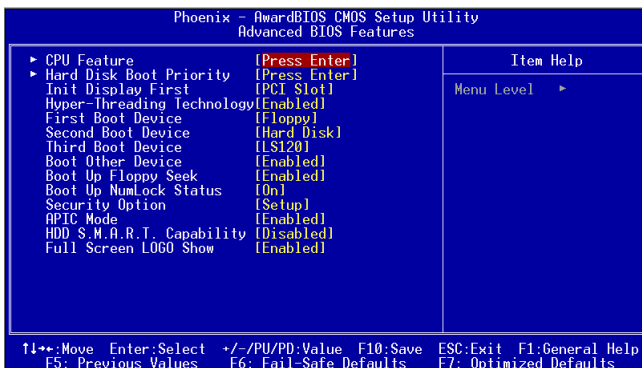 Phoenix - AwardBIOS CMOS Setup Utility
Advanced BIOS Features
► CPU Feature [Press Enter]
► Hard Disk Boot Priority [Press Enter]
Init Display First [PCI Slot]
Hyper-Threading Technology[Enabled]
First Boot Device [Floppy]
Second Boot Device [Hard Disk]
Third Boot Device [LS120]
Boot Other Device [Enabled]
Boot Up Floppy Seek [Enabled]
Boot Up NumLock Status [On]
Security Option [Setup]
APIC Mode [Enabled]
HDD S.M.A.R.T. Capability [Disabled]
Full Screen LOGO Show [Enabled]
Item Help
Menu Level ►
↑↓→←:Move Enter:Select +/-/PU/PD:Value F10:Save ESC:Exit F1:General Help
F5: Previous Values F6: Fail-Safe Defaults F7: Optimized Defaults